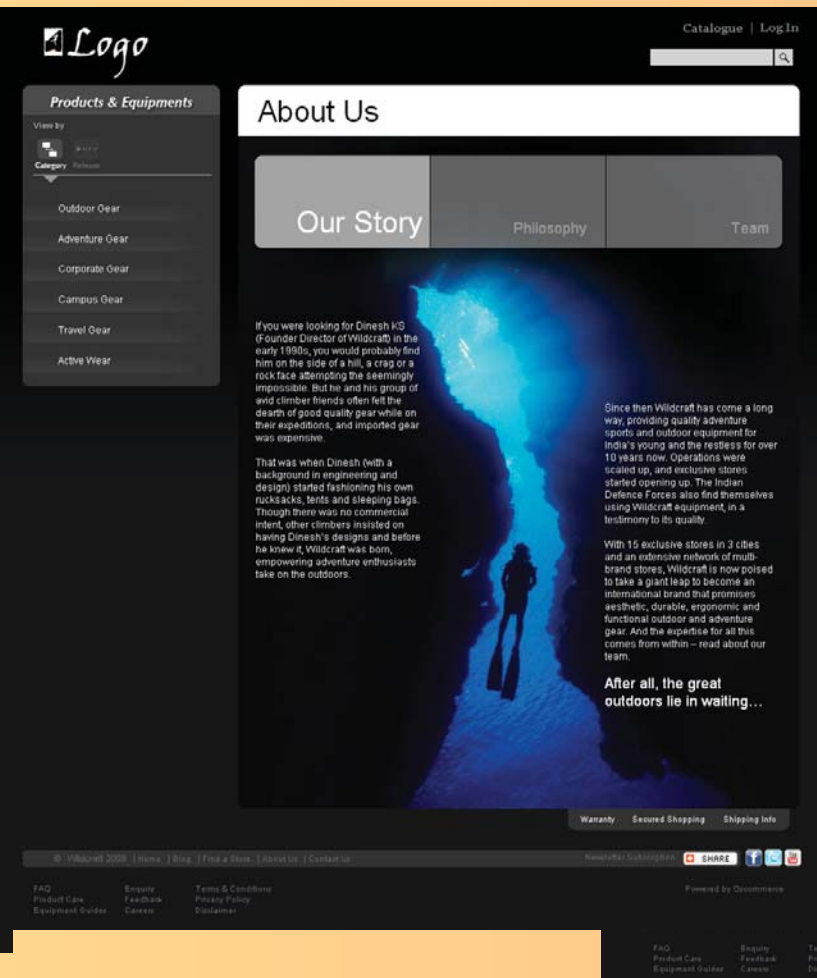 Logo
Catalogue | Log In
Products & Equipments
View by
Category Release
Outdoor Gear
Adventure Gear
Corporate Gear
Campus Gear
Travel Gear
Active Wear
About Us
Our Story
Philosophy
Team
If you were looking for Dinesh KS
(Founder Director of Wildcraft) in the
early 1990s, you would probably find
him on the side of a hill, a crag or a
rock face attempting the seemingly
impossible. But he and his group of
avid climber friends often felt the
dearth of good quality gear while on
their expeditions, and imported gear
was expensive.
That was when Dinesh (with a
background in engineering and
design) started fashioning his own
rucksacks, tents and sleeping bags.
Though there was no commercial
intent, other climbers insisted on
having Dinesh's designs and before
he knew it, Wildcraft was born,
empowering adventure enthusiasts
take on the outdoors.
Since then Wildcraft has come a long
way, providing quality adventure
sports and outdoor equipment for
India's young and the restless for over
10 years now. Operations were
scaled up, and exclusive stores
started opening up. The Indian
Defence Forces also find themselves
using Wildcraft equipment, in a
testimony to its quality.
With 15 exclusive stores in 3 cities
and an extensive network of multi-
brand stores, Wildcraft is now poised
to take a giant leap to become an
international brand that promises
aesthetic, durable, ergonomic and
functional outdoor and adventure
gear. And the expertise for all this
comes from within – read about our
team.
After all, the great
outdoors lie in waiting...
Warranty Secured Shopping Shipping Info
© Wildcraft 2008 | Home | Blog | Find a Store | About Us | Contact Us
Newsletter Subscription SHARE
FAQ Enquiry Terms & Conditions
Product Care Feedback Privacy Policy
Equipment Guides Careers Disclaimer
Powered by
FAQ Enquiry
Product Care Feedback
Equipment Guides Careers